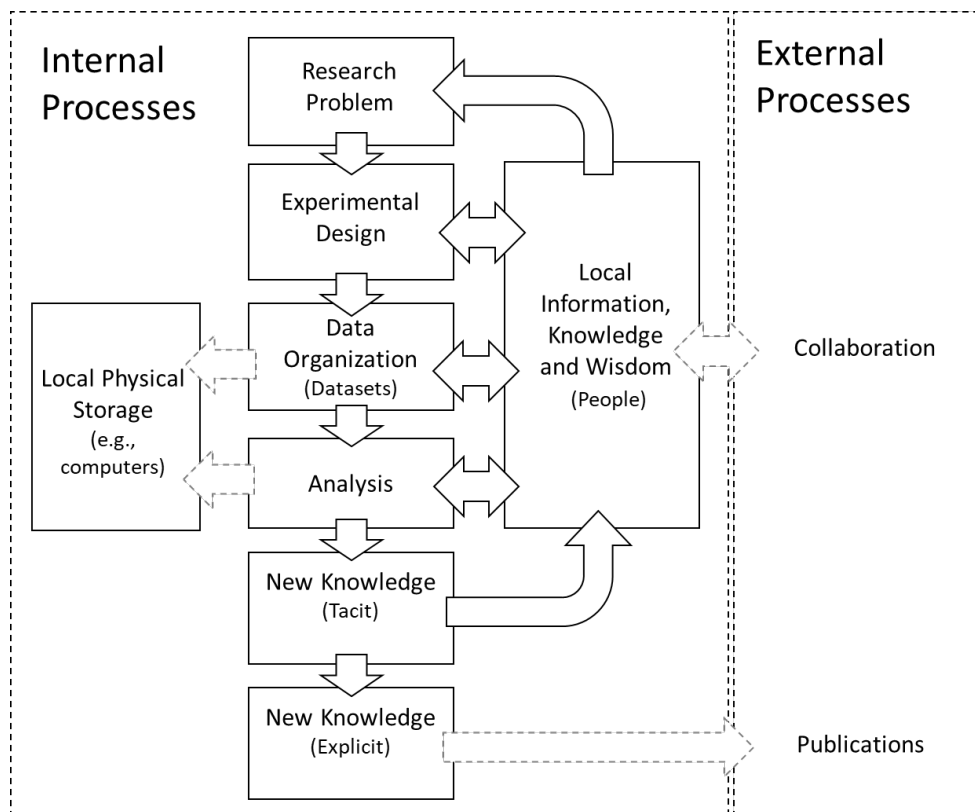 Internal
Processes
External
Processes
Research
Problem
Experimental
Design
Data
Organization
(Datasets)
Analysis
New Knowledge
(Tacit)
New Knowledge
(Explicit)
Local Physical
Storage
(e.g.,
computers)
Local
Information,
Knowledge
and Wisdom
(People)
Collaboration
Publications